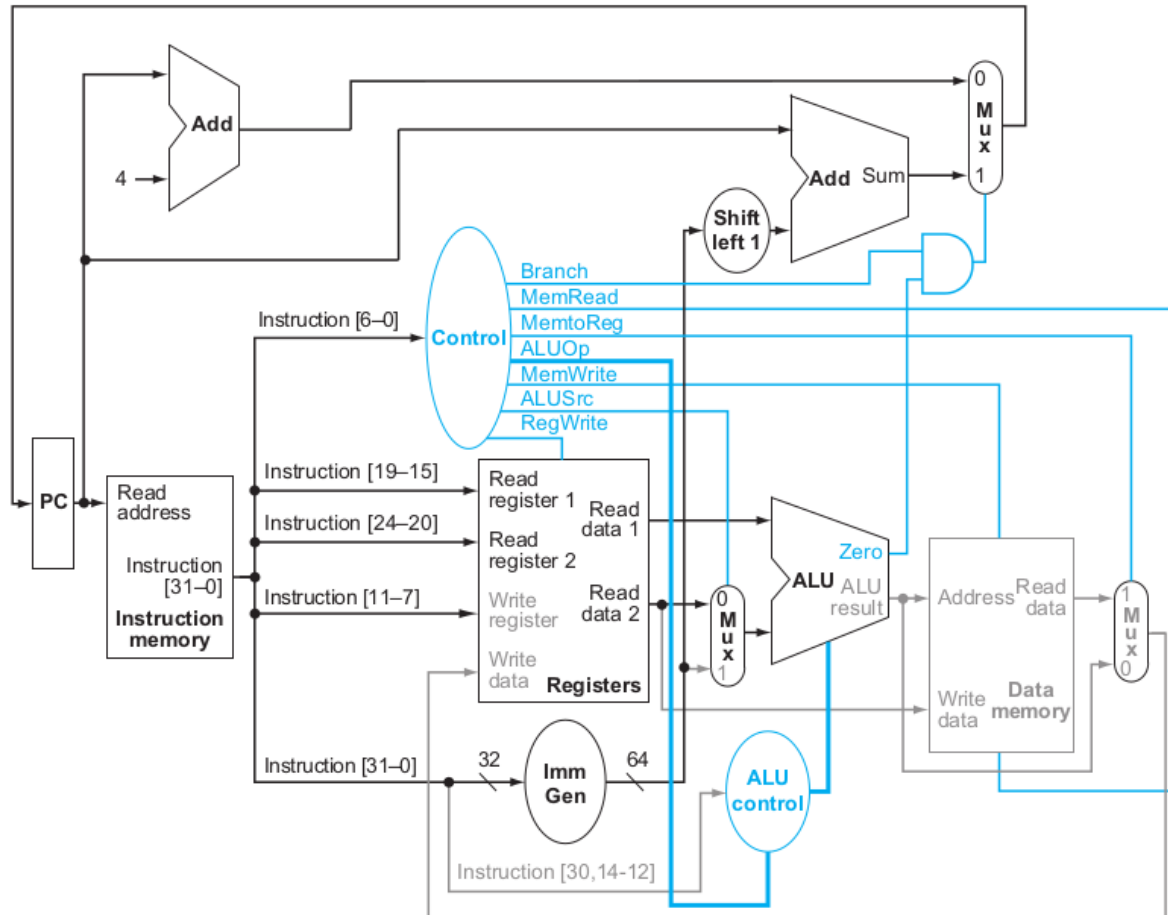 Add
4
Add Sum
0
Mux
1
Shift
left 1
Branch
MemRead
MemtoReg
ALUOp
MemWrite
ALUSrc
RegWrite
Control
Instruction [6–0]
Instruction [19–15]
Instruction [24–20]
Instruction [11–7]
Instruction [31–0]
PC
Read
address
Instruction
[31–0]
Instruction
memory
Read
register 1
Read
register 2
Write
register
Write
data
Read
data 1
Read
data 2
Registers
0
Mux
1
Zero
ALU
ALU
result
Address
Read
data
Write
data
Data
memory
1
Mux
0
32
Imm
Gen
64
ALU
control
Instruction [30,14-12]